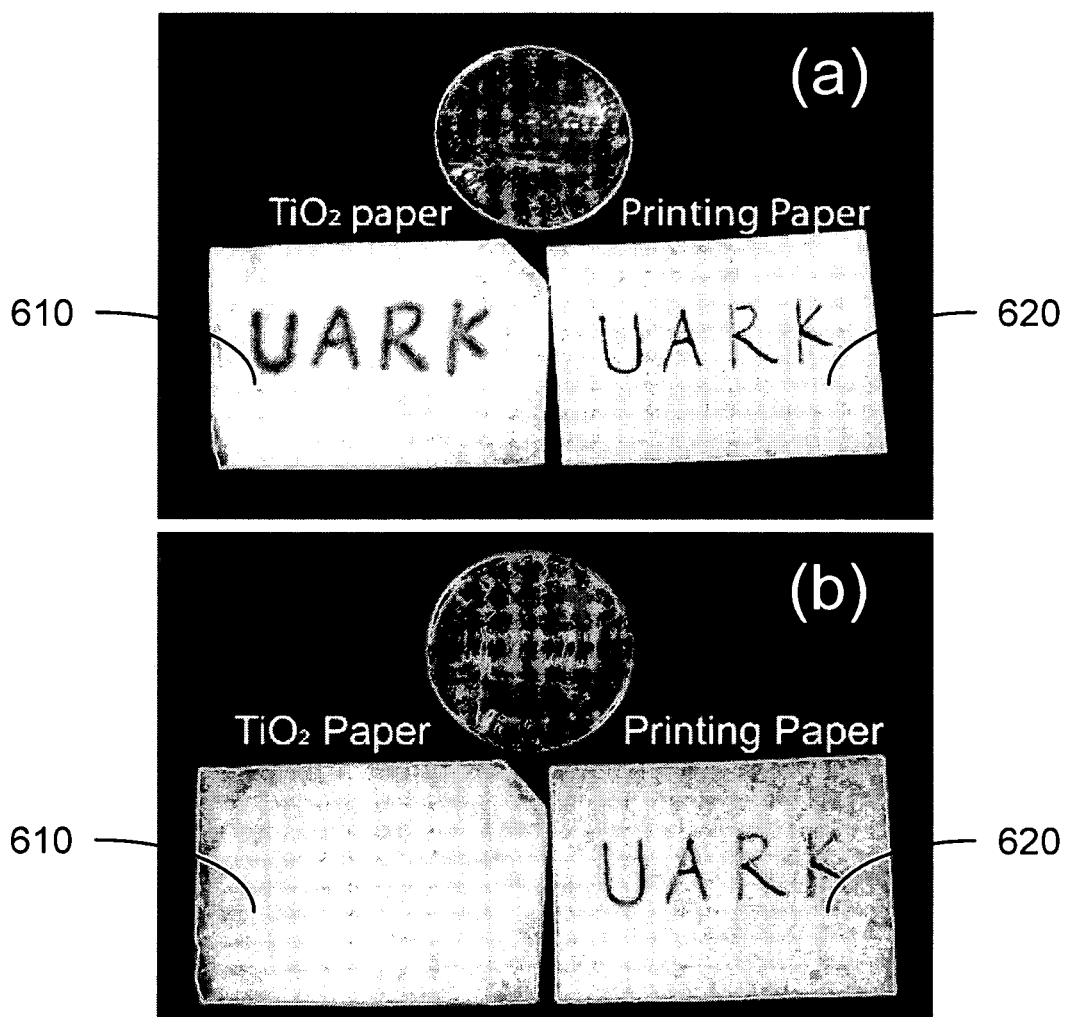 (a)
TiO₂ paper Printing Paper
610 UARK UARK 620
(b)
TiO₂ Paper Printing Paper
610 UARK 620